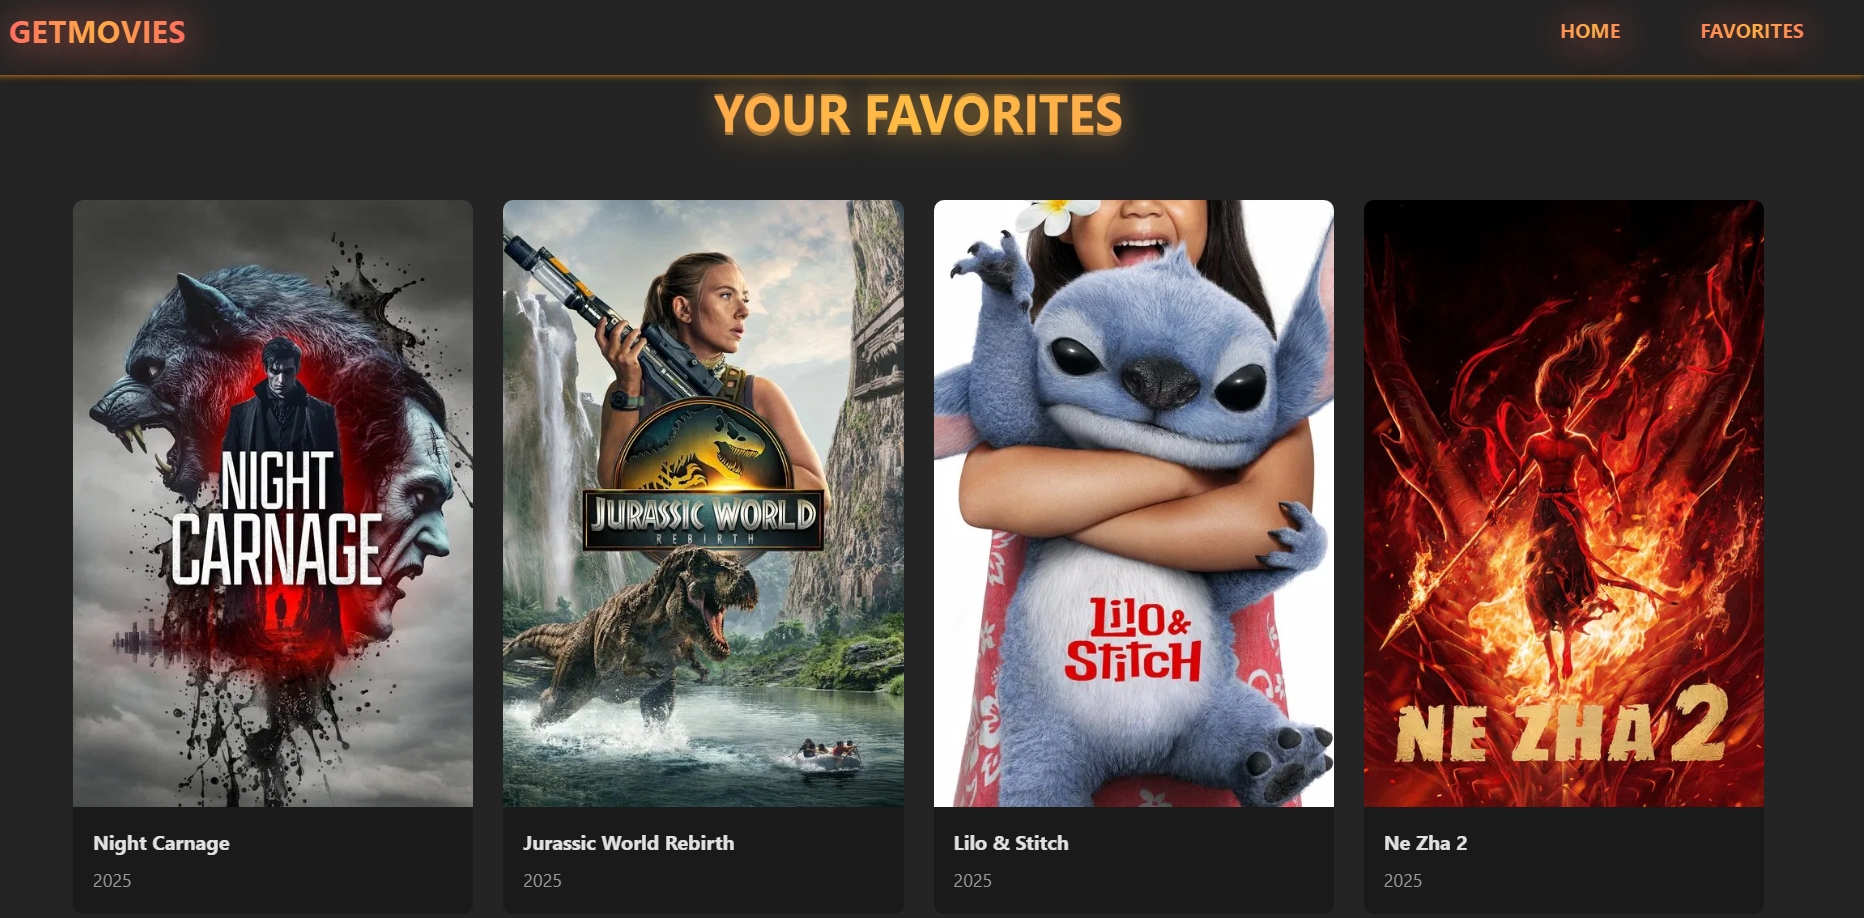 GETMOVIES
HOME
FAVORITES
YOUR FAVORITES
NIGHT
CARNAGE
JURASSIC WORLD
REBIRTH
Lilo &
Stitch
NE ZHA 2
Night Carnage
2025
Jurassic World Rebirth
2025
Lilo & Stitch
2025
Ne Zha 2
2025